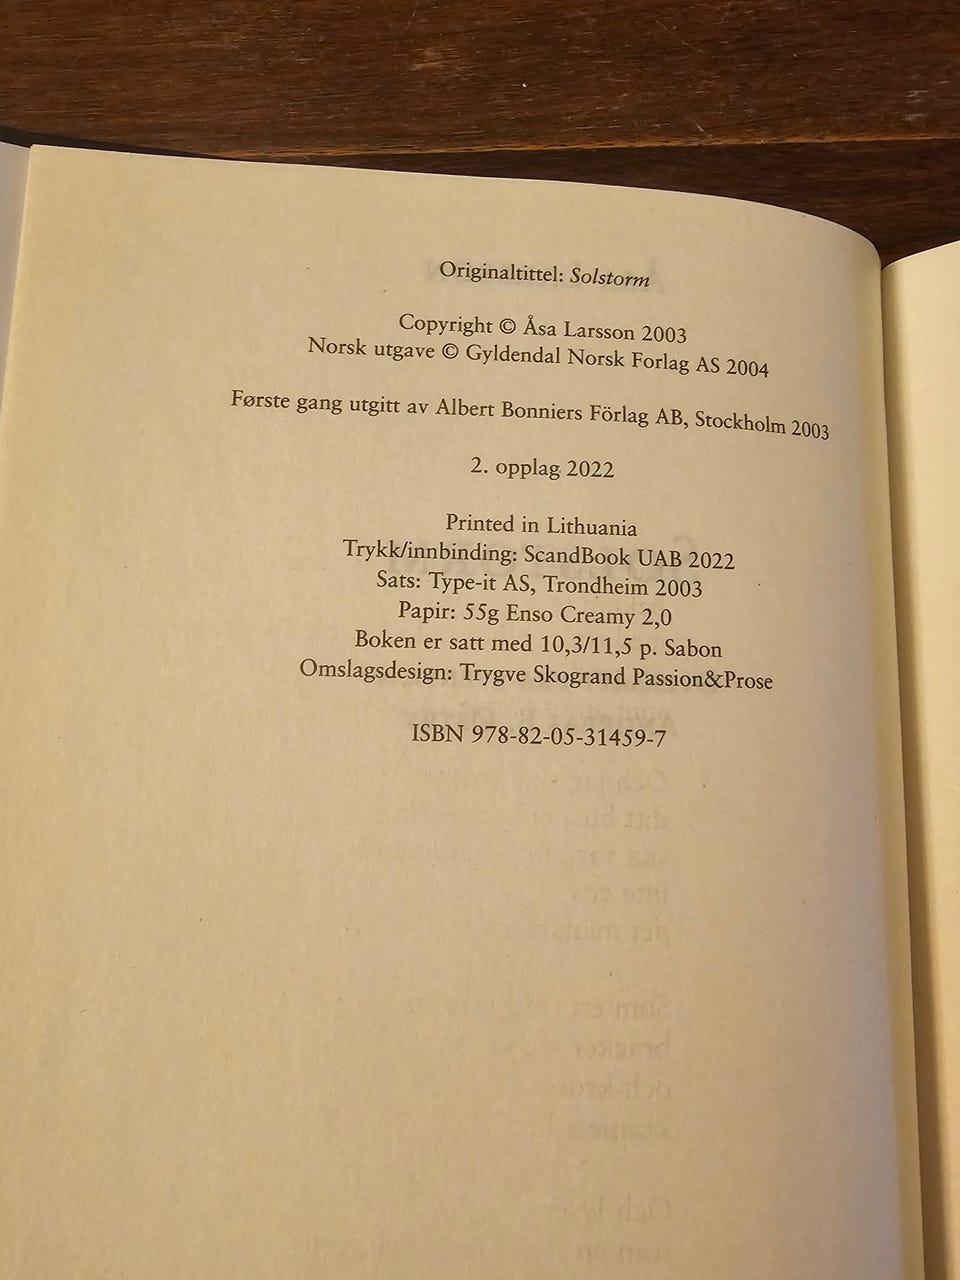 Originaltittel: Solstorm
Copyright © Åsa Larsson 2003
Norsk utgave © Gyldendal Norsk Forlag AS 2004
Første gang utgitt av Albert Bonniers Förlag AB, Stockholm 2003
2. opplag 2022
Printed in Lithuania
Trykk/innbinding: ScandBook UAB 2022
Sats: Type-it AS, Trondheim 2003
Papir: 55g Enso Creamy 2,0
Boken er satt med 10,3/11,5 p. Sabon
Omslagsdesign: Trygve Skogrand Passion&Prose
ISBN 978-82-05-31459-7